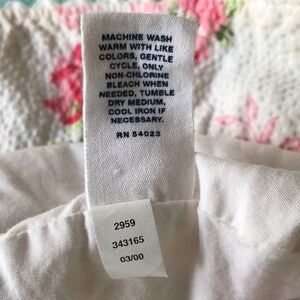 MACHINE WASH
WARM WITH LIKE
COLORS, GENTLE
CYCLE, ONLY
NON-CHLORINE
BLEACH WHEN
NEEDED, TUMBLE
DRY MEDIUM,
COOL IRON IF
NECESSARY.
RN 54023
2959
343165
03/00